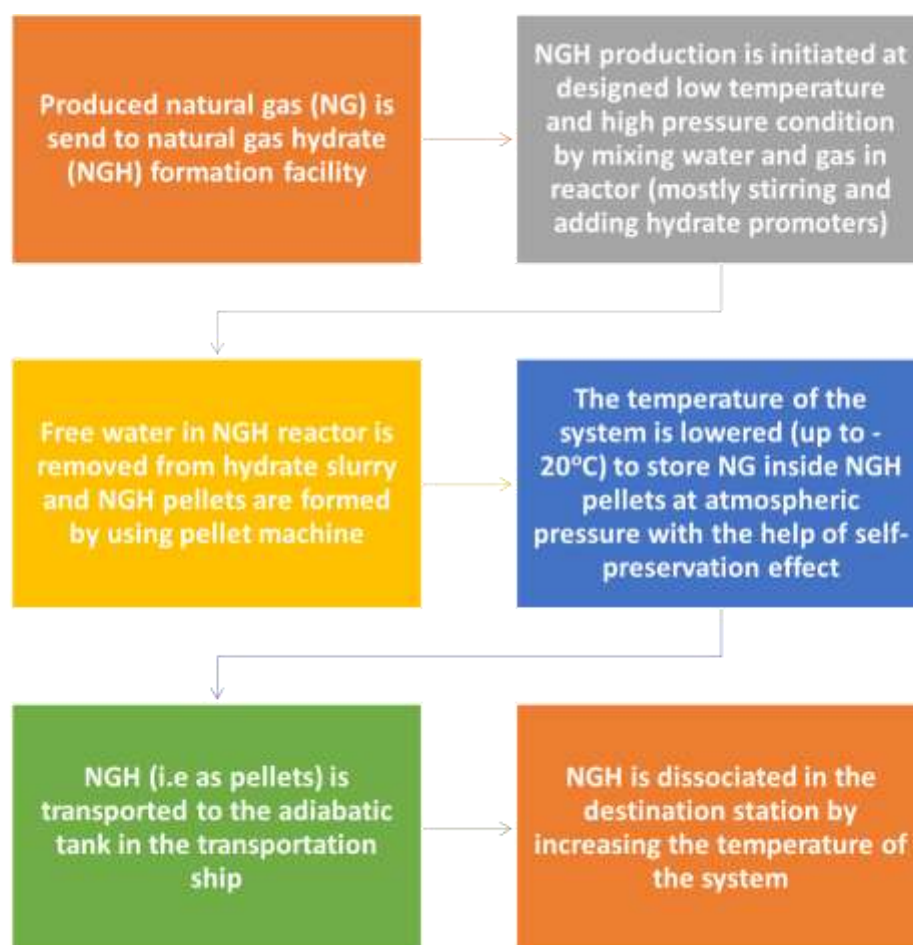 Produced natural gas (NG) is
send to natural gas hydrate
(NGH) formation facility
NGH production is initiated at
designed low temperature
and high pressure condition
by mixing water and gas in
reactor (mostly stirring and
adding hydrate promoters)
Free water in NGH reactor is
removed from hydrate slurry
and NGH pellets are formed
by using pellet machine
The temperature of the
system is lowered (up to -
20°C) to store NG inside NGH
pellets at atmospheric
pressure with the help of self-
preservation effect
NGH (i.e as pellets) is
transported to the adiabatic
tank in the transportation
ship
NGH is dissociated in the
destination station by
increasing the temperature of
the system